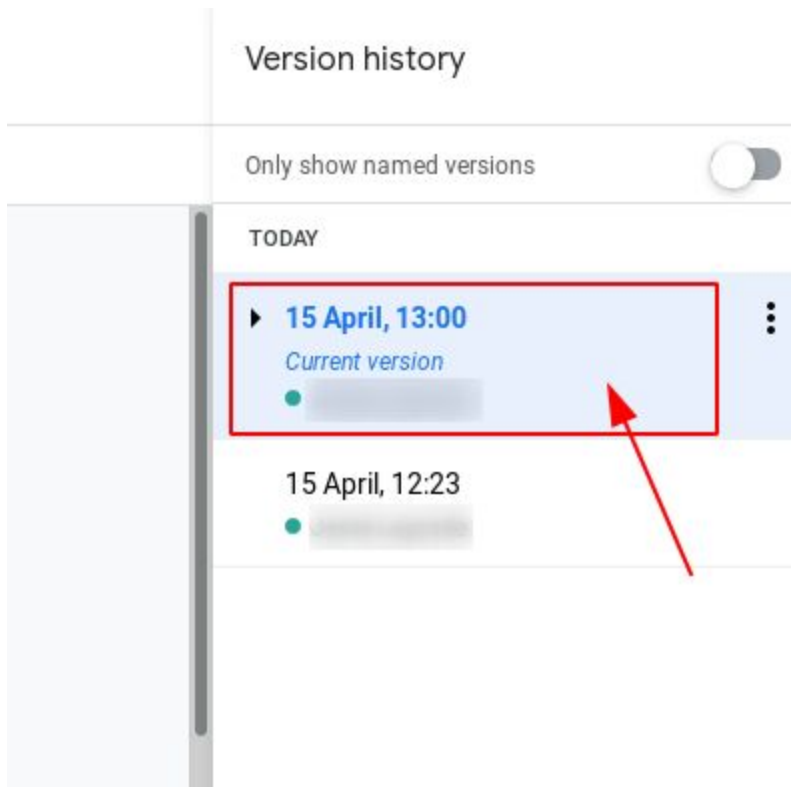 Version history
Only show named versions
TODAY
15 April, 13:00
Current version
15 April, 12:23